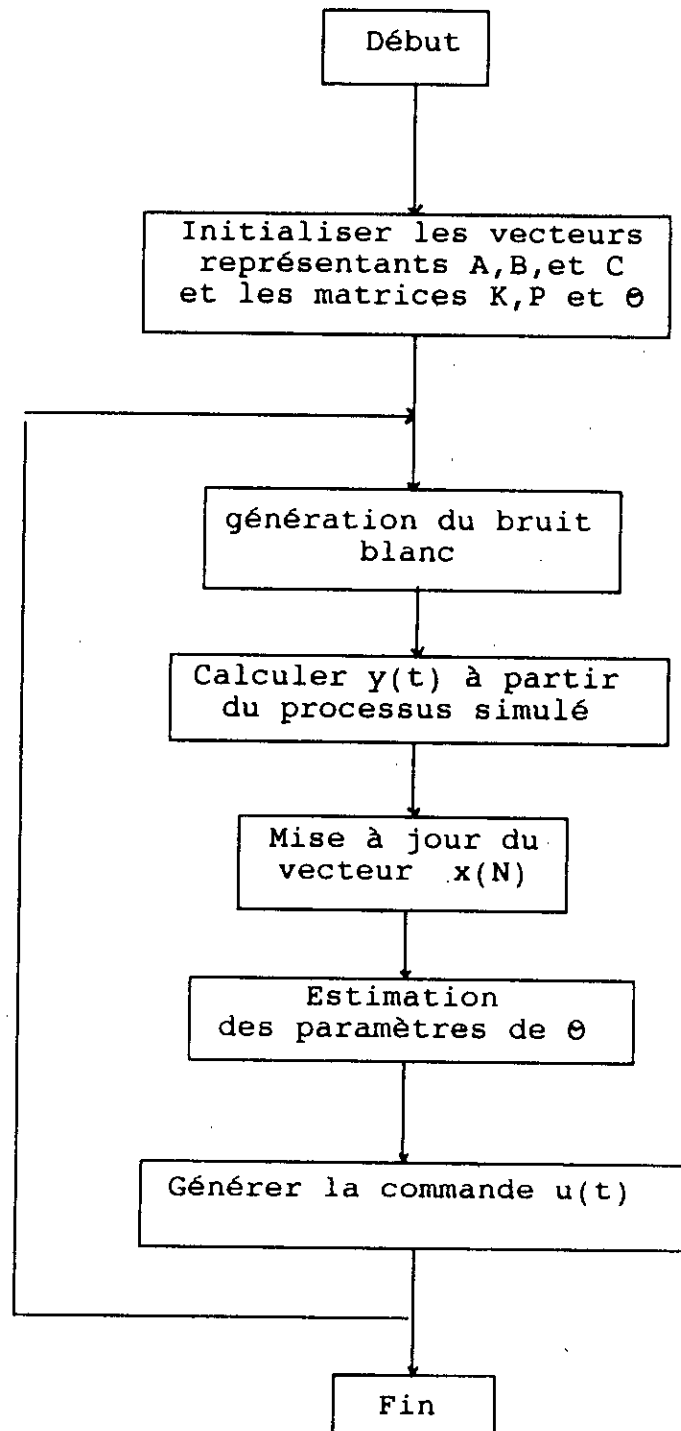 Début
Initialiser les vecteurs
représentants A,B,et C
et les matrices K,P et Θ
génération du bruit
blanc
Calculer y(t) à partir
du processus simulé
Mise à jour du
vecteur x(N)
Estimation
des paramètres de Θ
Générer la commande u(t)
Fin